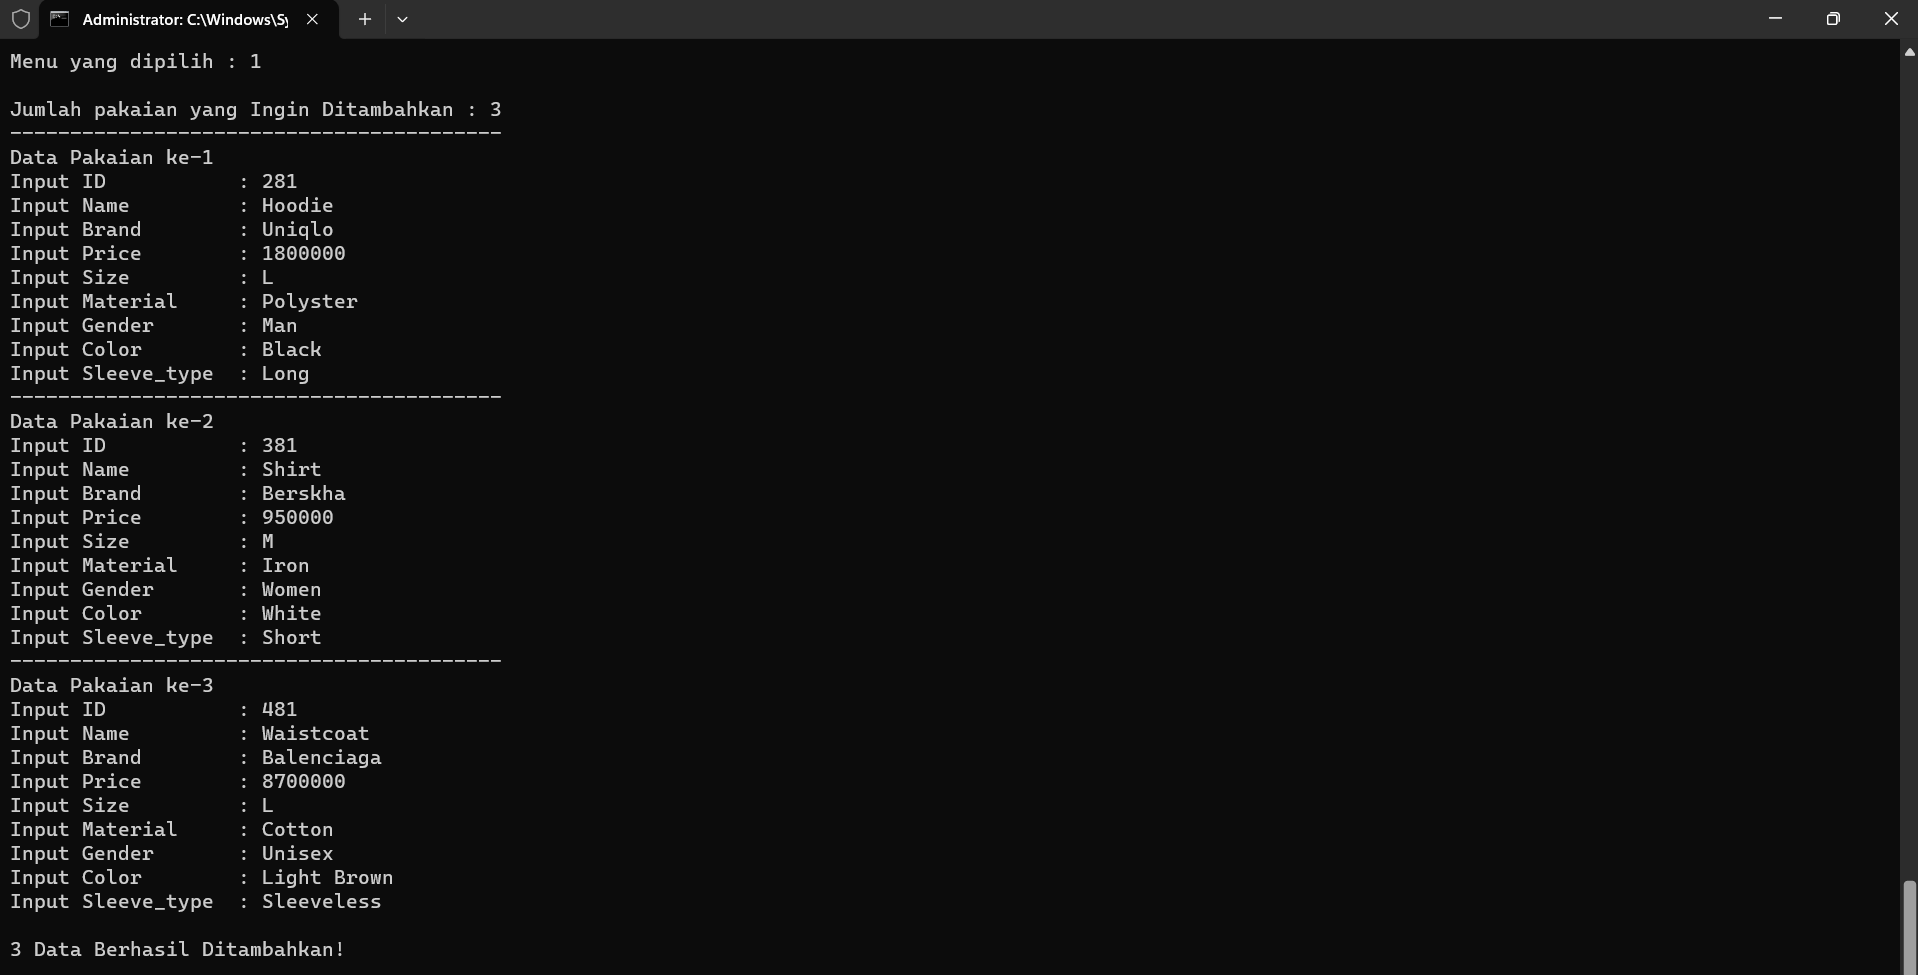 Administrator: C:\Windows\Sy
Menu yang dipilih : 1
Jumlah pakaian yang Ingin Ditambahkan : 3
-----------------------------------------
Data Pakaian ke-1
Input ID           : 281
Input Name         : Hoodie
Input Brand        : Uniqlo
Input Price        : 1800000
Input Size         : L
Input Material     : Polyster
Input Gender       : Man
Input Color        : Black
Input Sleeve_type  : Long
-----------------------------------------
Data Pakaian ke-2
Input ID           : 381
Input Name         : Shirt
Input Brand        : Berskha
Input Price        : 950000
Input Size         : M
Input Material     : Iron
Input Gender       : Women
Input Color        : White
Input Sleeve_type  : Short
-----------------------------------------
Data Pakaian ke-3
Input ID           : 481
Input Name         : Waistcoat
Input Brand        : Balenciaga
Input Price        : 8700000
Input Size         : L
Input Material     : Cotton
Input Gender       : Unisex
Input Color        : Light Brown
Input Sleeve_type  : Sleeveless
3 Data Berhasil Ditambahkan!